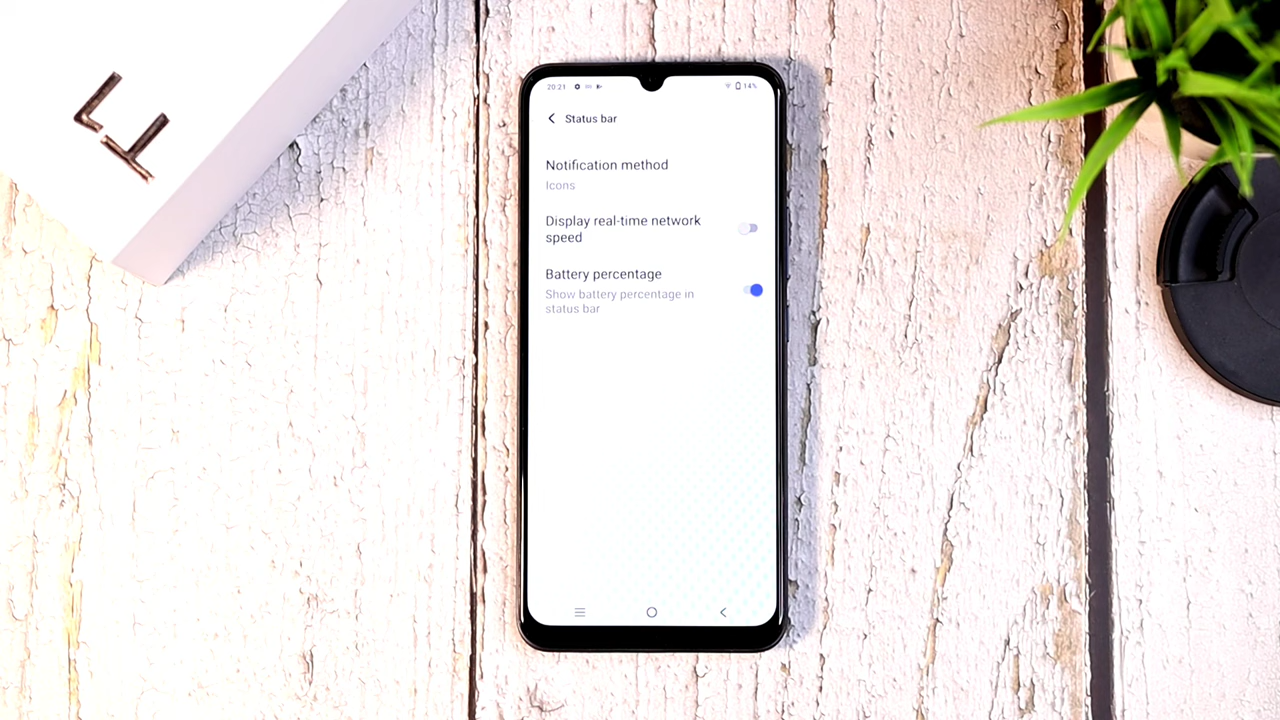 20:21
14%
Status bar
Notification method
Icons
Display real-time network
speed
Battery percentage
Show battery percentage in
status bar